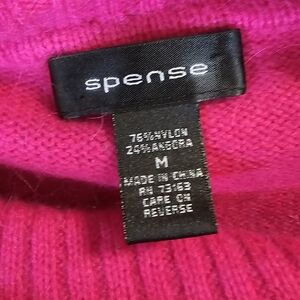 spense
76%NYLON
24%ANGORA
M
MADE IN CHINA
RN 73163
CARE ON
REVERSE